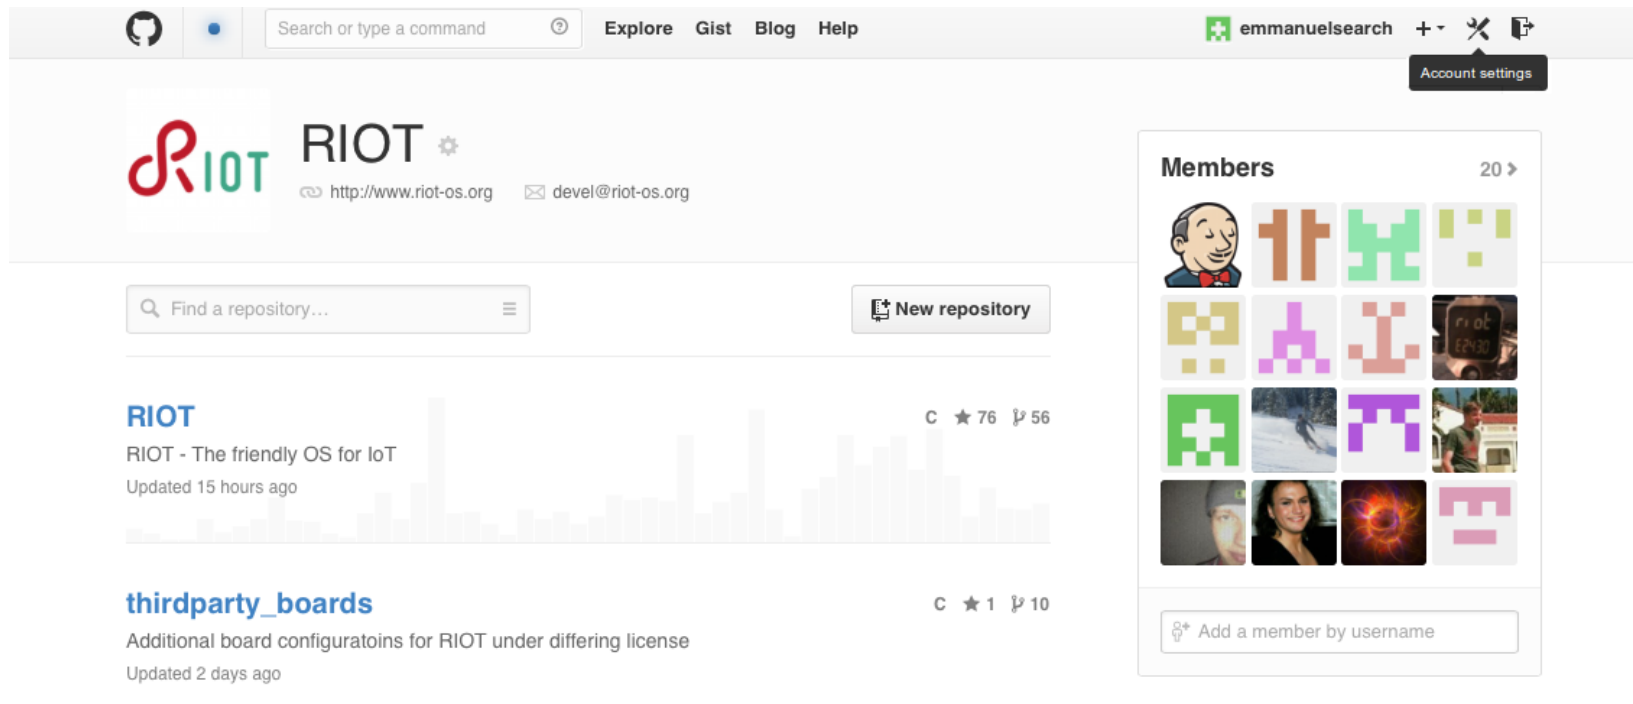 Search or type a command
Explore Gist Blog Help
emmanuelsearch
Account settings
RIOT
RIOT
http://www.riot-os.org devel@riot-os.org
Members 20
Find a repository...
New repository
riot
RIOT
C 76 56
RIOT - The friendly OS for IoT
Updated 15 hours ago
thirdparty_boards
C 1 10
Additional board configuratoins for RIOT under differing license
Updated 2 days ago
Add a member by username